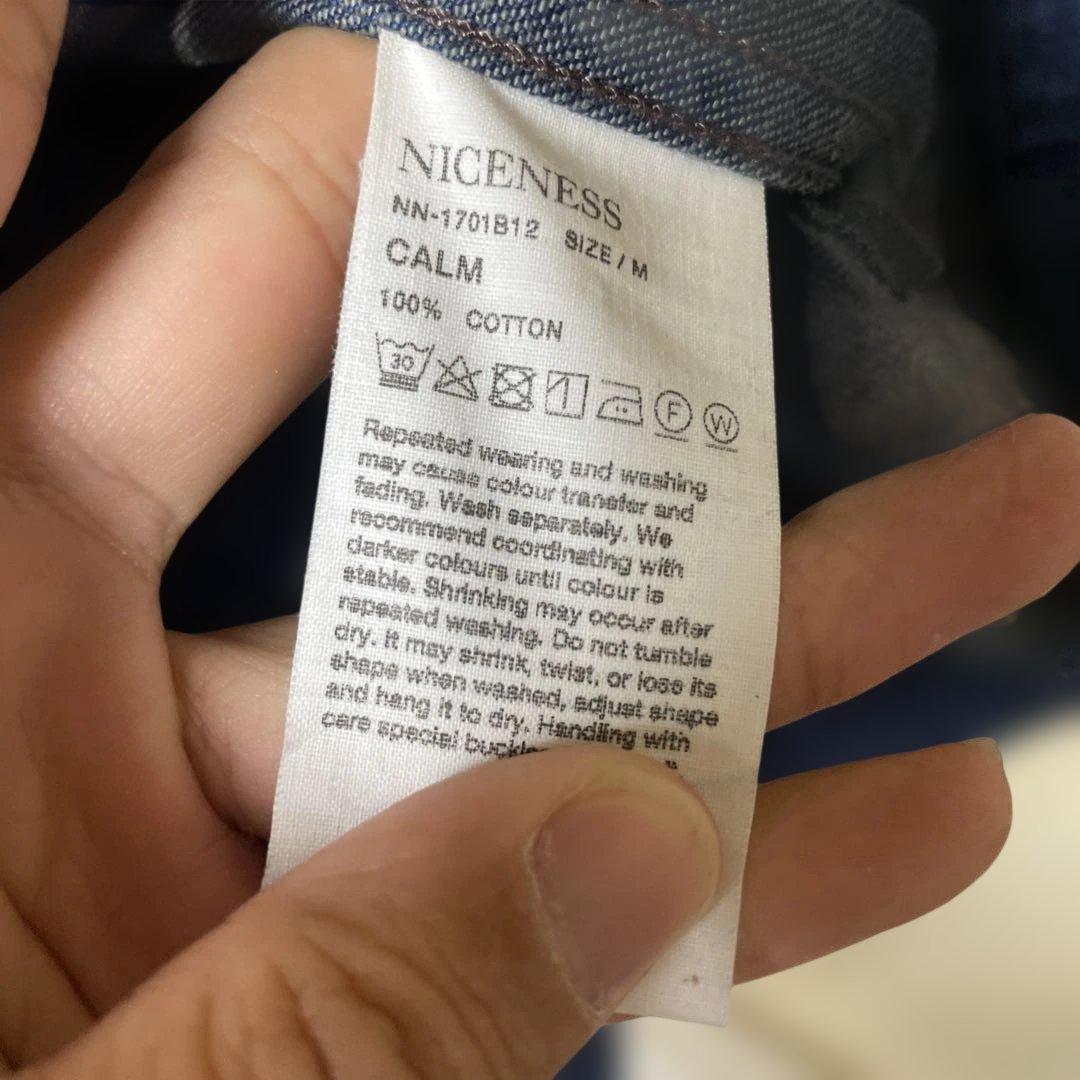 NICENESS
NN-1701B12 SIZE / M
CALM
100% COTTON
30 F W
Repeated wearing and washing
may cause colour transfer and
fading. Wash separately. We
recommend coordinating with
darker colours until colour is
stable. Shrinking may occur after
repeated washing. Do not tumble
dry. It may shrink, twist, or lose its
shape when washed, adjust shape
and hang it to dry. Handling with
care special